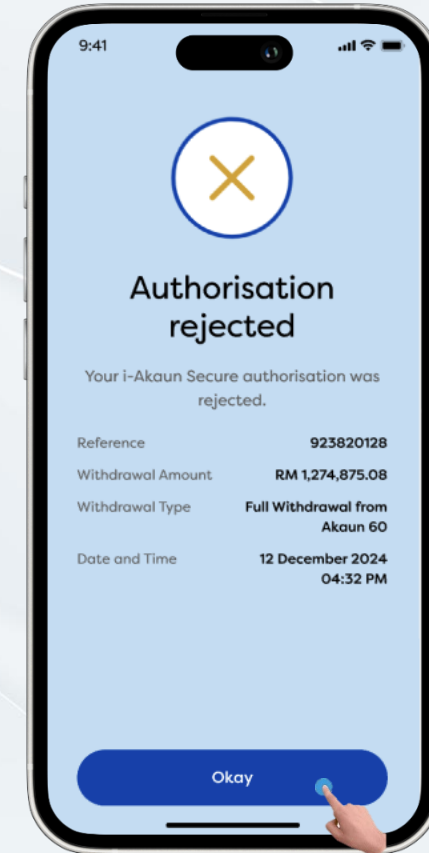 9:41
Authorisation
rejected
Your i-Akaun Secure authorisation was
rejected.
Reference 923820128
Withdrawal Amount RM 1,274,875.08
Withdrawal Type Full Withdrawal from
Akaun 60
Date and Time 12 December 2024
04:32 PM
Okay